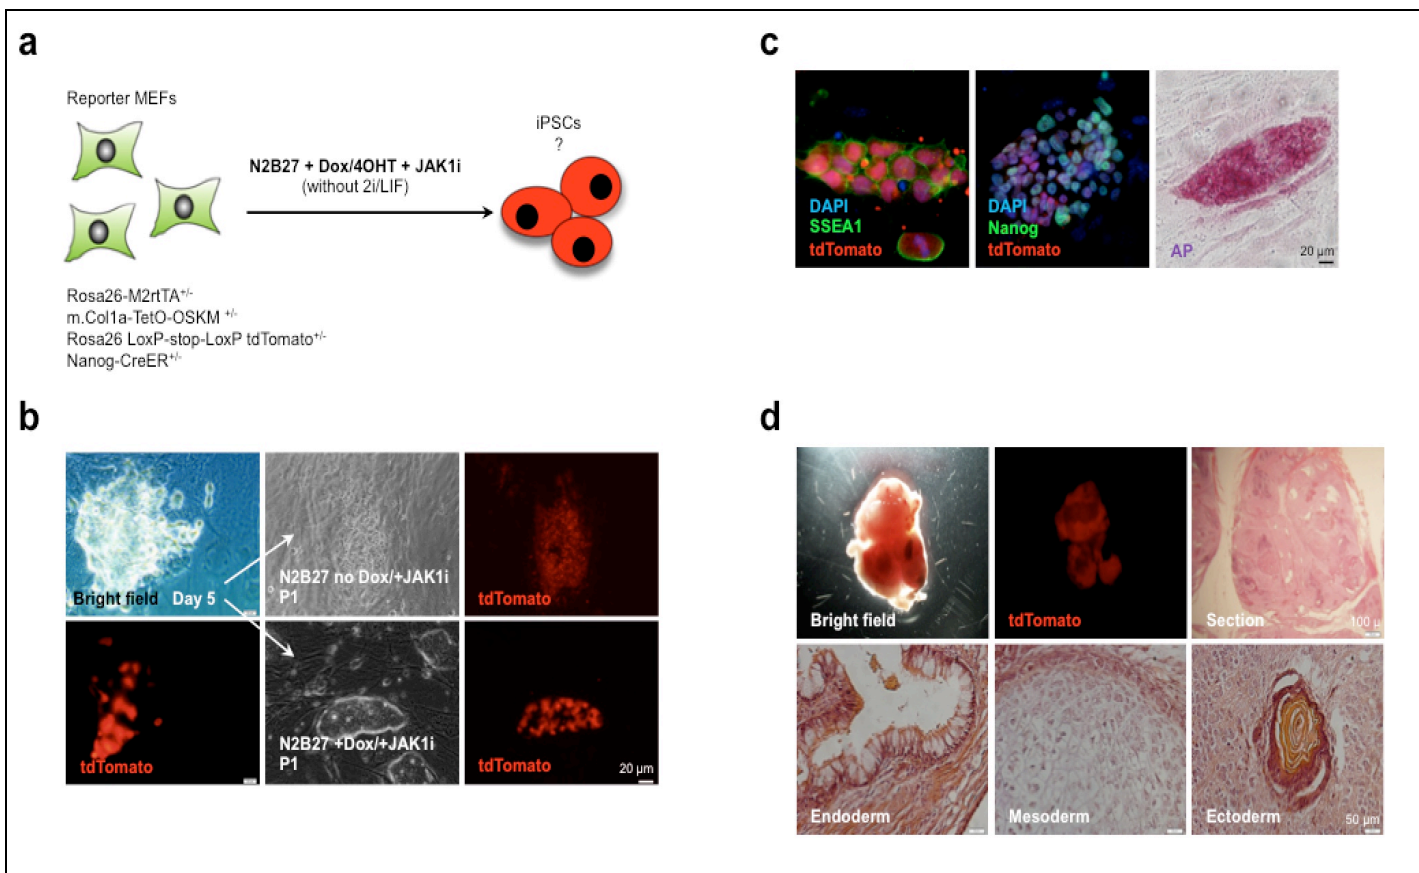 a
Reporter MEFs
N2B27 + Dox/4OHT + JAK1i
(without 2i/LIF)
iPSCs
?
Rosa26-M2rtTA+/-
m.Col1a-TetO-OSKM +/-
Rosa26 LoxP-stop-LoxP tdTomato+/-
Nanog-CreER+/-
b
Bright field
Day 5
N2B27 no Dox/+JAK1i
P1
tdTomato
tdTomato
N2B27 +Dox/+JAK1i
P1
tdTomato
20 µm
c
DAPI
SSEA1
tdTomato
DAPI
Nanog
tdTomato
AP
20 µm
d
Bright field
tdTomato
Section
100 µ
Endoderm
Mesoderm
Ectoderm
50 µm